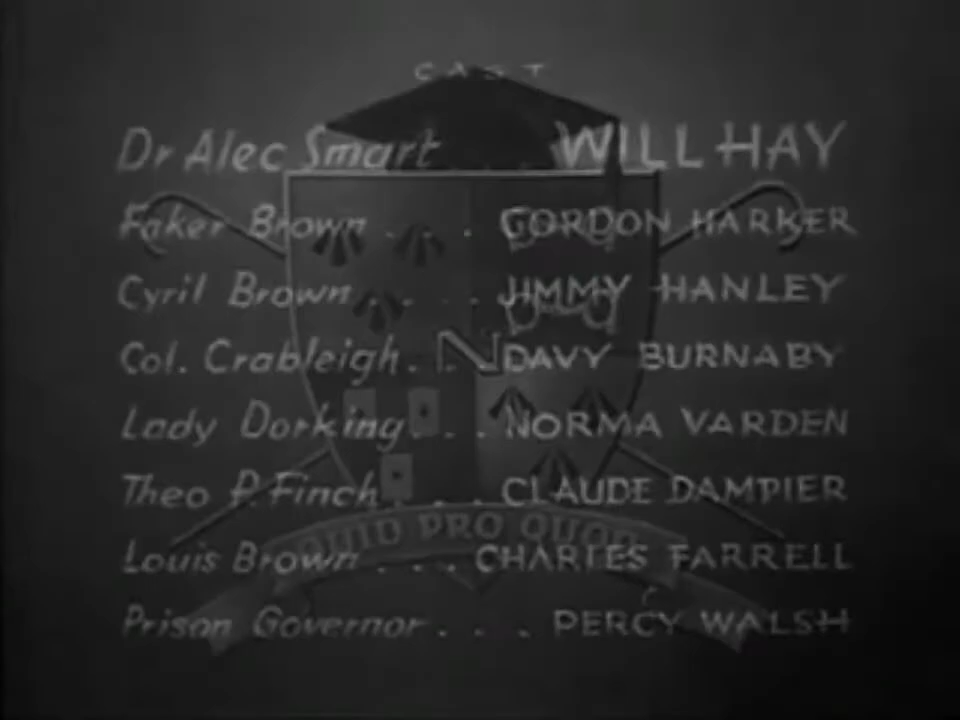 CAST
Dr Alec Smart . . WILL HAY
Faker Brown . . . GORDON HARKER
Cyril Brown . . . . JIMMY HANLEY
Col. Crableigh . . . DAVY BURNABY
N
Lady Dorking . . . NORMA VARDEN
Theo P. Finch . . . CLAUDE DAMPIER
QUID PRO QUOD
Louis Brown . . . CHARLES FARRELL
Prison Governor . . . PERCY WALSH